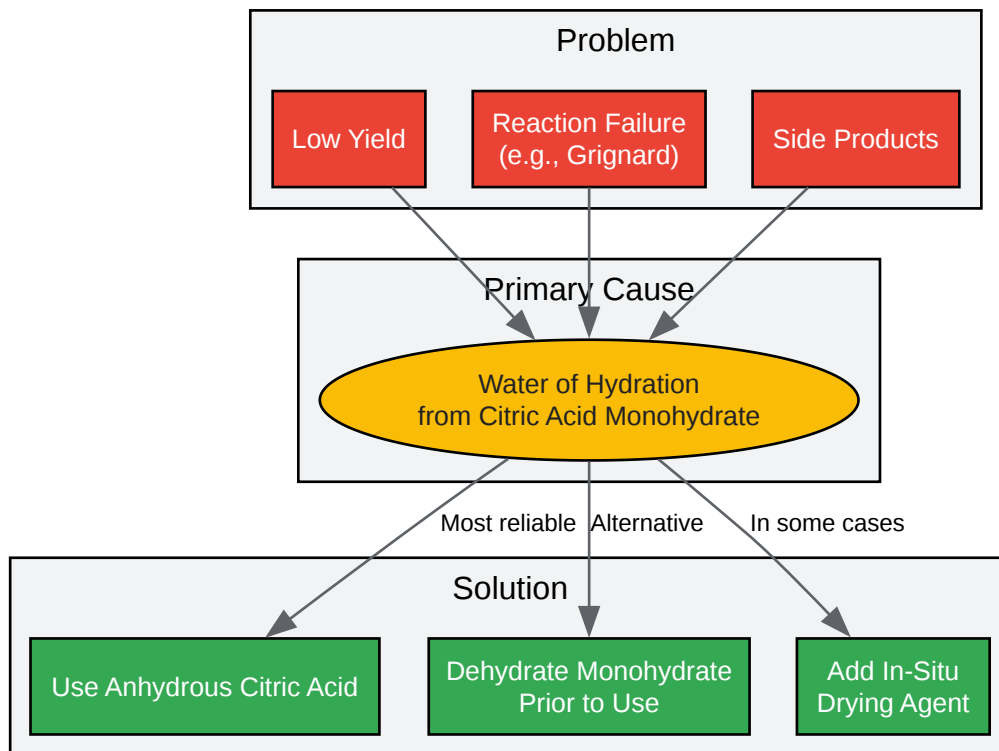 Problem
Low Yield
Reaction Failure
(e.g., Grignard)
Side Products
Primary Cause
Water of Hydration
from Citric Acid Monohydrate
Most reliable
Alternative
In some cases
Solution
Use Anhydrous Citric Acid
Dehydrate Monohydrate
Prior to Use
Add In-Situ
Drying Agent